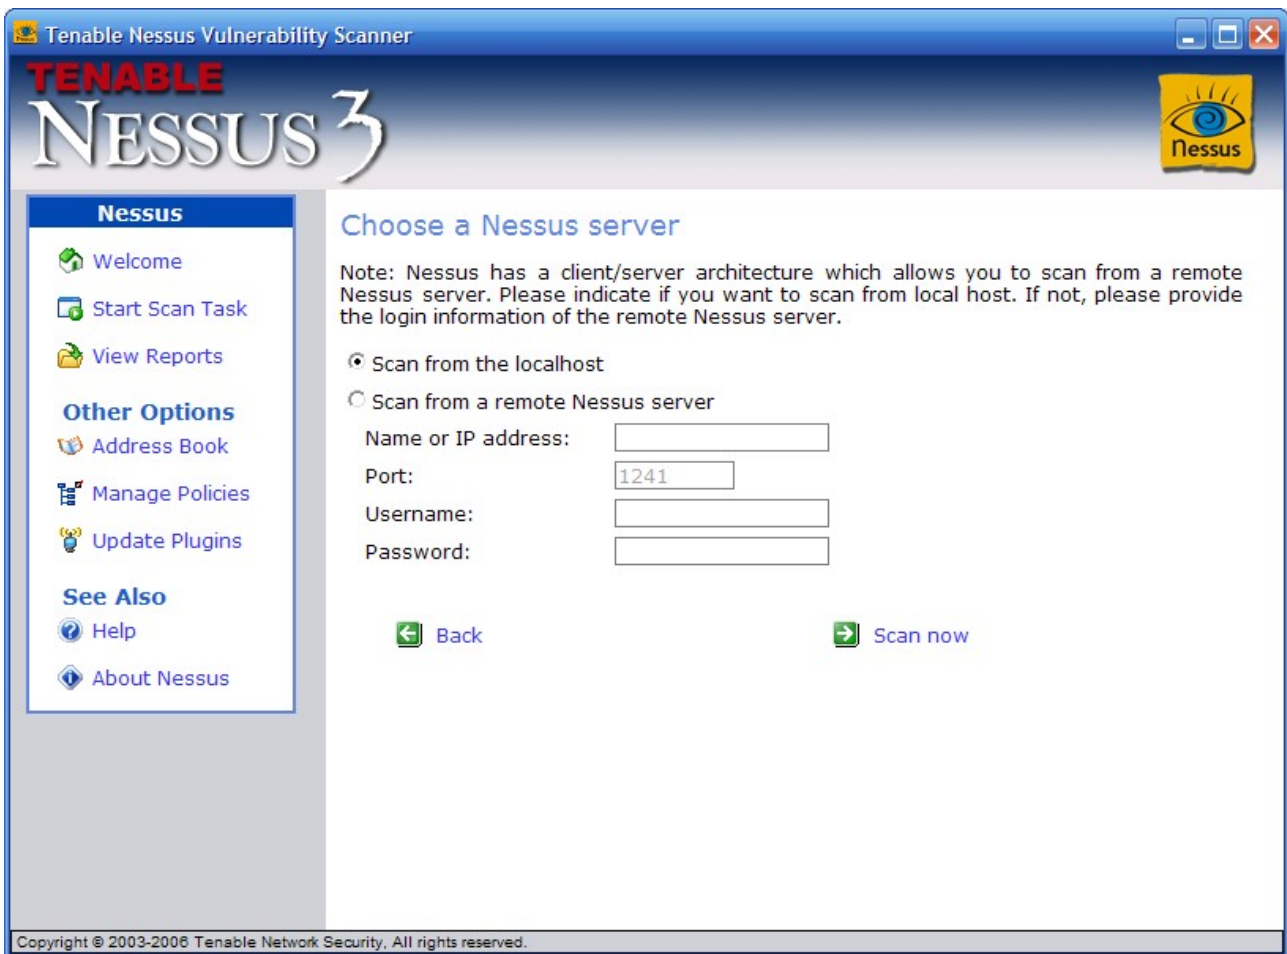 Tenable Nessus Vulnerability Scanner
TENABLE
NESSUS 3
Nessus
Nessus
Welcome
Start Scan Task
View Reports
Other Options
Address Book
Manage Policies
Update Plugins
See Also
Help
About Nessus
Choose a Nessus server
Note: Nessus has a client/server architecture which allows you to scan from a remote
Nessus server. Please indicate if you want to scan from local host. If not, please provide
the login information of the remote Nessus server.
Scan from the localhost
Scan from a remote Nessus server
Name or IP address:
Port: 1241
Username:
Password:
Back Scan now
Copyright © 2003-2006 Tenable Network Security, All rights reserved.